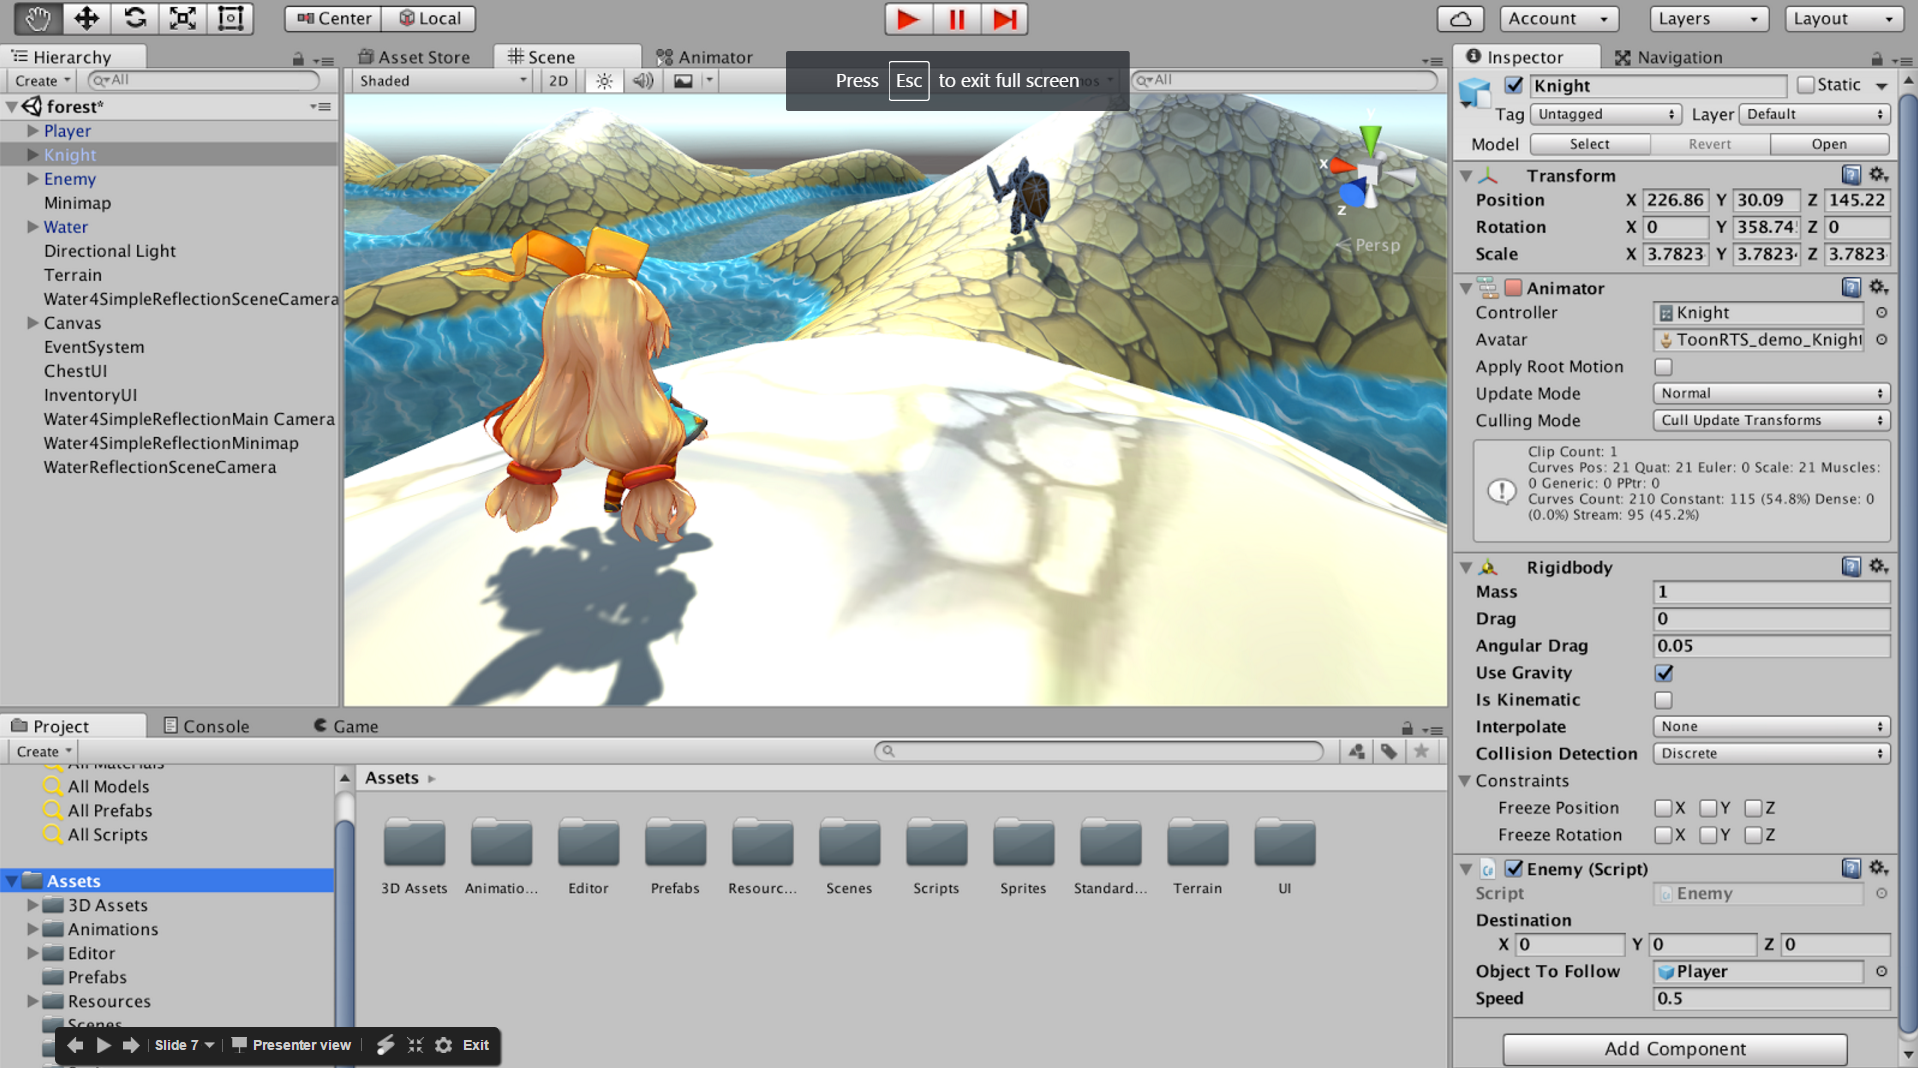 Center Local
Account Layers Layout
Hierarchy
Create All
forest*
Player
Knight
Enemy
Minimap
Water
Directional Light
Terrain
Water4SimpleReflectionSceneCamera
Canvas
EventSystem
ChestUI
InventoryUI
Water4SimpleReflectionMain Camera
Water4SimpleReflectionMinimap
WaterReflectionSceneCamera
Asset Store Scene Animator
Shaded 2D All
Press Esc to exit full screen
y
x
z
Persp
Inspector Navigation
Knight Static
Tag Untagged Layer Default
Model Select Revert Open
Transform
Position X 226.86 Y 30.09 Z 145.22
Rotation X 0 Y 358.74 Z 0
Scale X 3.7823 Y 3.7823 Z 3.7823
Animator
Controller Knight
Avatar ToonRTS_demo_Knight
Apply Root Motion
Update Mode Normal
Culling Mode Cull Update Transforms
Clip Count: 1
Curves Pos: 21 Quat: 21 Euler: 0 Scale: 21 Muscles:
0 Generic: 0 PPtr: 0
Curves Count: 210 Constant: 115 (54.8%) Dense: 0
(0.0%) Stream: 95 (45.2%)
Rigidbody
Mass 1
Drag 0
Angular Drag 0.05
Use Gravity
Is Kinematic
Interpolate None
Collision Detection Discrete
Constraints
Freeze Position X Y Z
Freeze Rotation X Y Z
Enemy (Script)
Script Enemy
Destination
X 0 Y 0 Z 0
Object To Follow Player
Speed 0.5
Add Component
Project Console Game
Create
All Materials
All Models
All Prefabs
All Scripts
Assets
3D Assets
Animations
Editor
Prefabs
Resources
Scenes
Assets
3D Assets Animatio... Editor Prefabs Resourc... Scenes Scripts Sprites Standard... Terrain UI
Slide 7 Presenter view Exit